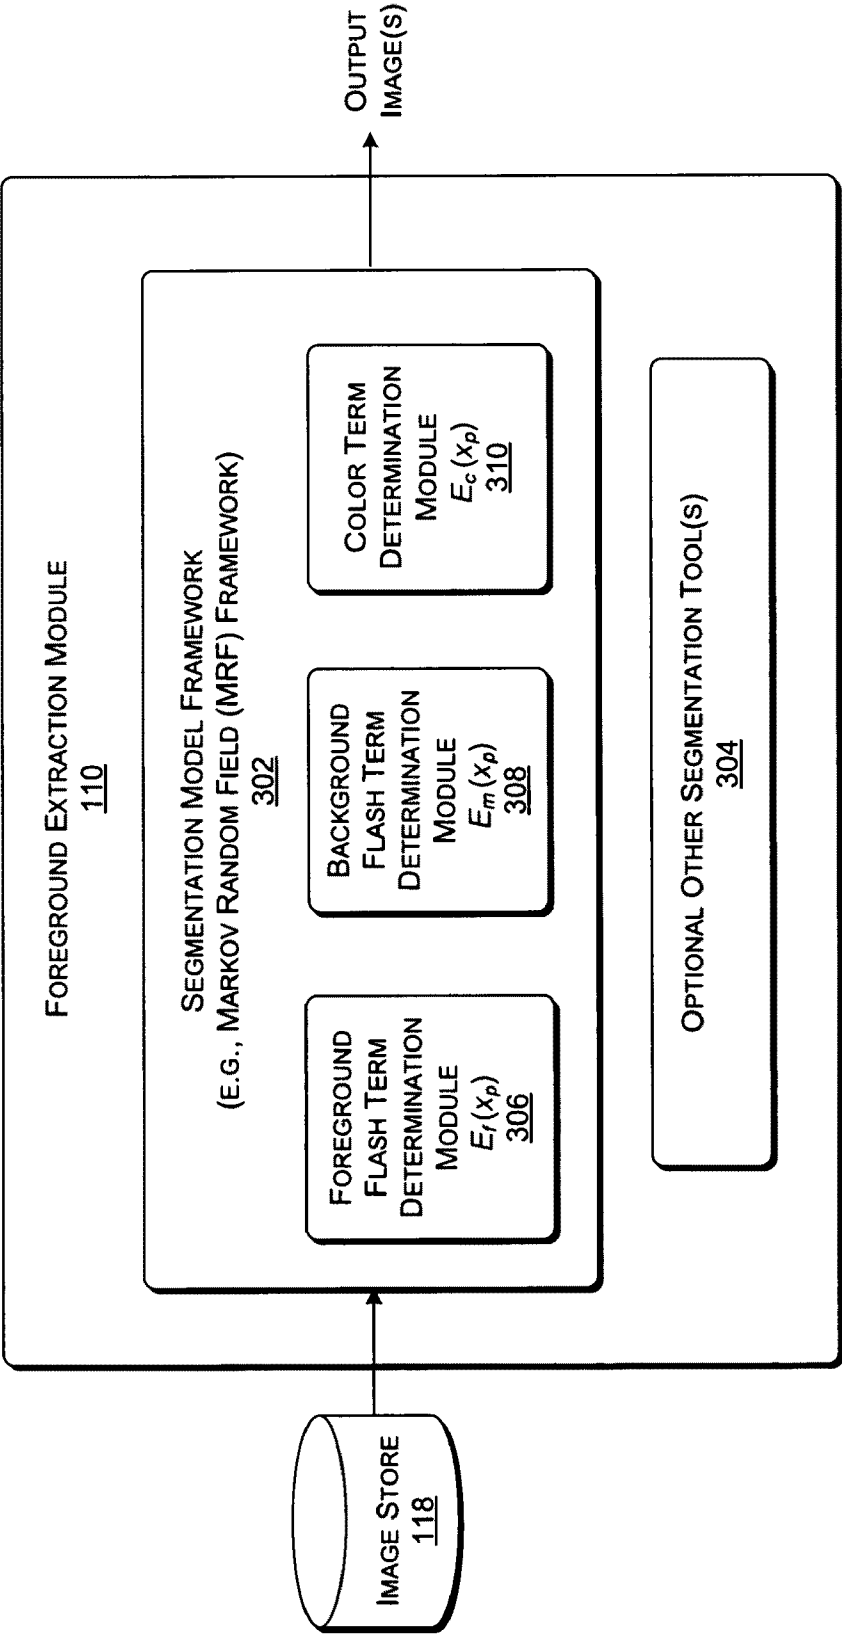 FOREGROUND EXTRACTION MODULE
110
SEGMENTATION MODEL FRAMEWORK
(E.G., MARKOV RANDOM FIELD (MRF) FRAMEWORK)
302
FOREGROUND
FLASH TERM
DETERMINATION
MODULE
E_f (x_p)
306
BACKGROUND
FLASH TERM
DETERMINATION
MODULE
E_m (x_p)
308
COLOR TERM
DETERMINATION
MODULE
E_c (x_p)
310
OPTIONAL OTHER SEGMENTATION TOOL(S)
304
IMAGE STORE
118
OUTPUT
IMAGE(S)